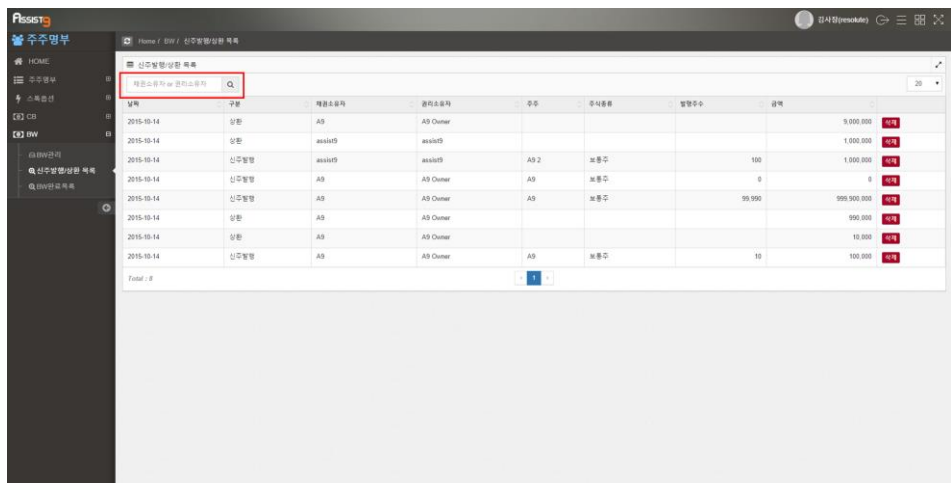 Assist9
김사장(resolute)
주주명부
Home / BW / 신주발행/상환 목록
HOME
주주명부
스톡옵션
CB
BW
BW관리
신주발행/상환 목록
BW완료목록
신주발행/상환 목록
채권소유자 or 권리소유자
20
날짜 구분 채권소유자 권리소유자 주주 주식종류 발행주수 금액
2015-10-14 상환 A9 A9 Owner 9,000,000 삭제
2015-10-14 상환 assist9 assist9 1,000,000 삭제
2015-10-14 신주발행 assist9 assist9 A9 2 보통주 100 1,000,000 삭제
2015-10-14 신주발행 A9 A9 Owner A9 보통주 0 0 삭제
2015-10-14 신주발행 A9 A9 Owner A9 보통주 99,990 999,900,000 삭제
2015-10-14 상환 A9 A9 Owner 990,000 삭제
2015-10-14 상환 A9 A9 Owner 10,000 삭제
2015-10-14 신주발행 A9 A9 Owner A9 보통주 10 100,000 삭제
Total : 8
1